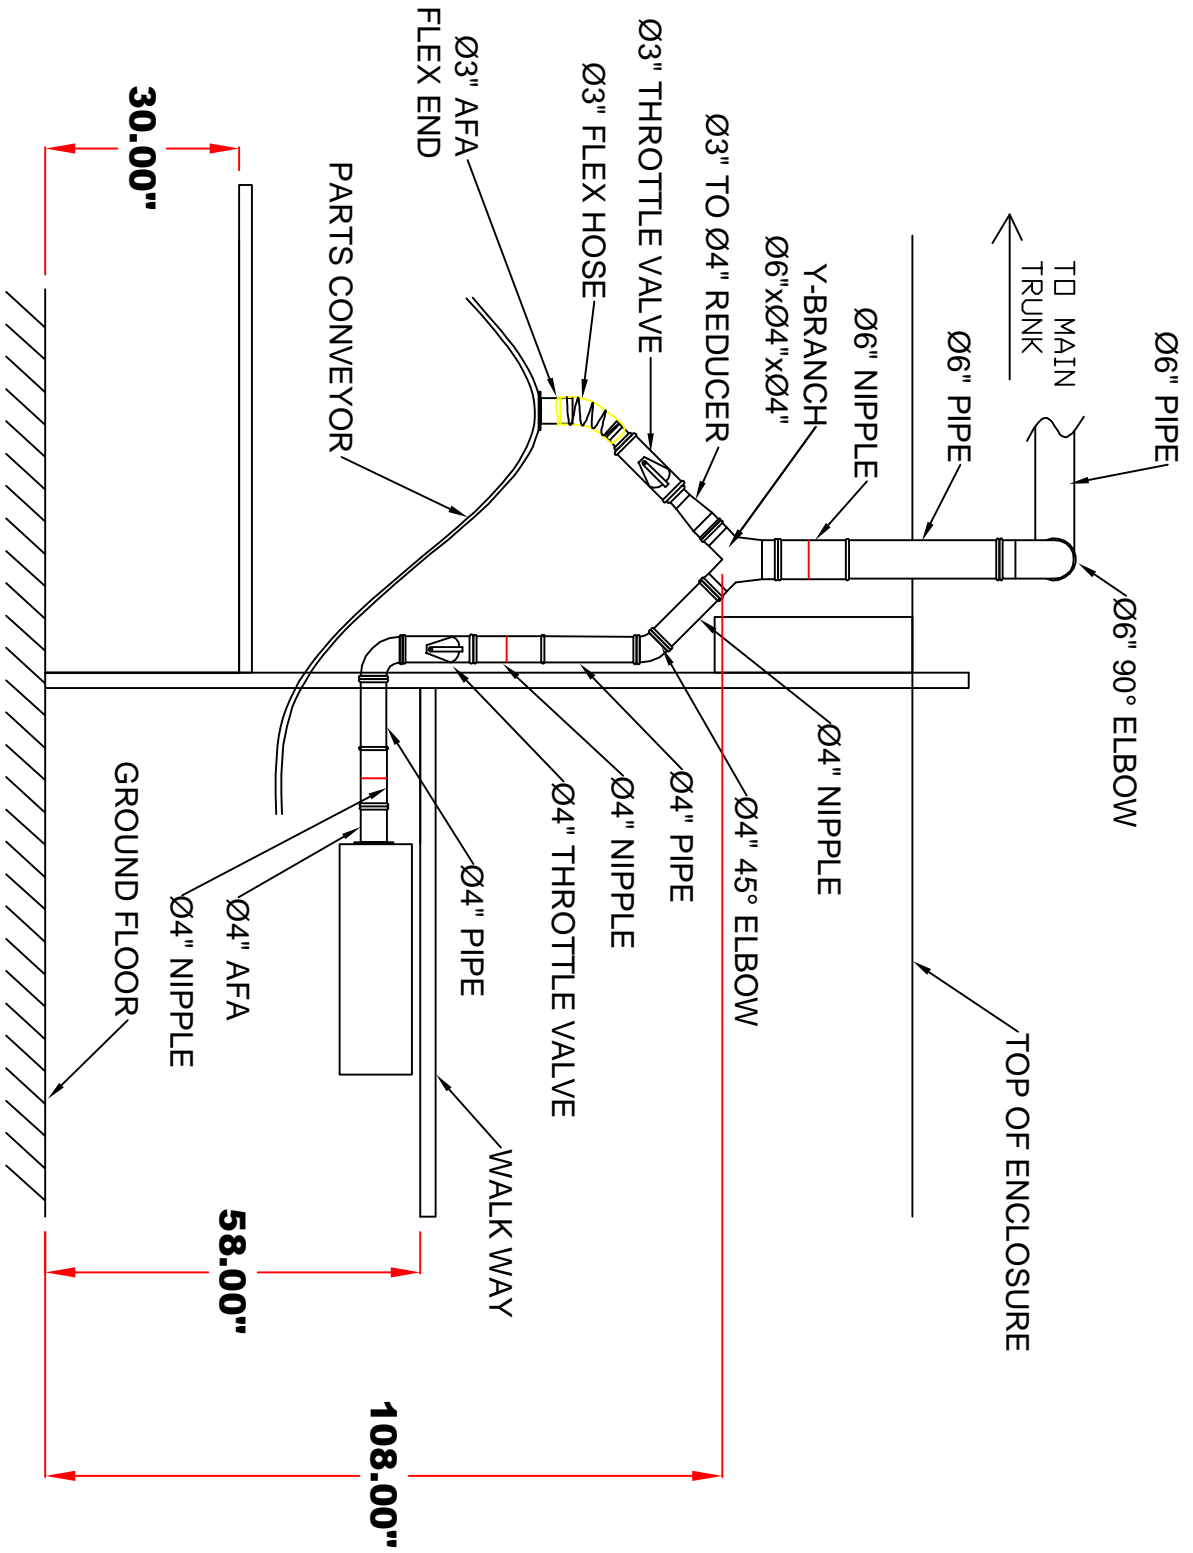 Ø6" PIPE
TO MAIN
TRUNK
Ø6" PIPE
Ø6" 90° ELBOW
Ø6" NIPPLE
Y-BRANCH
Ø6"xØ4"xØ4"
Ø3" TO Ø4" REDUCER
Ø3" THROTTLE VALVE
Ø3" FLEX HOSE
Ø3" AFA
FLEX END
PARTS CONVEYOR
30.00"
TOP OF ENCLOSURE
Ø4" NIPPLE
Ø4" 45° ELBOW
Ø4" PIPE
Ø4" NIPPLE
Ø4" THROTTLE VALVE
WALK WAY
Ø4" PIPE
Ø4" AFA
Ø4" NIPPLE
GROUND FLOOR
58.00"
108.00"